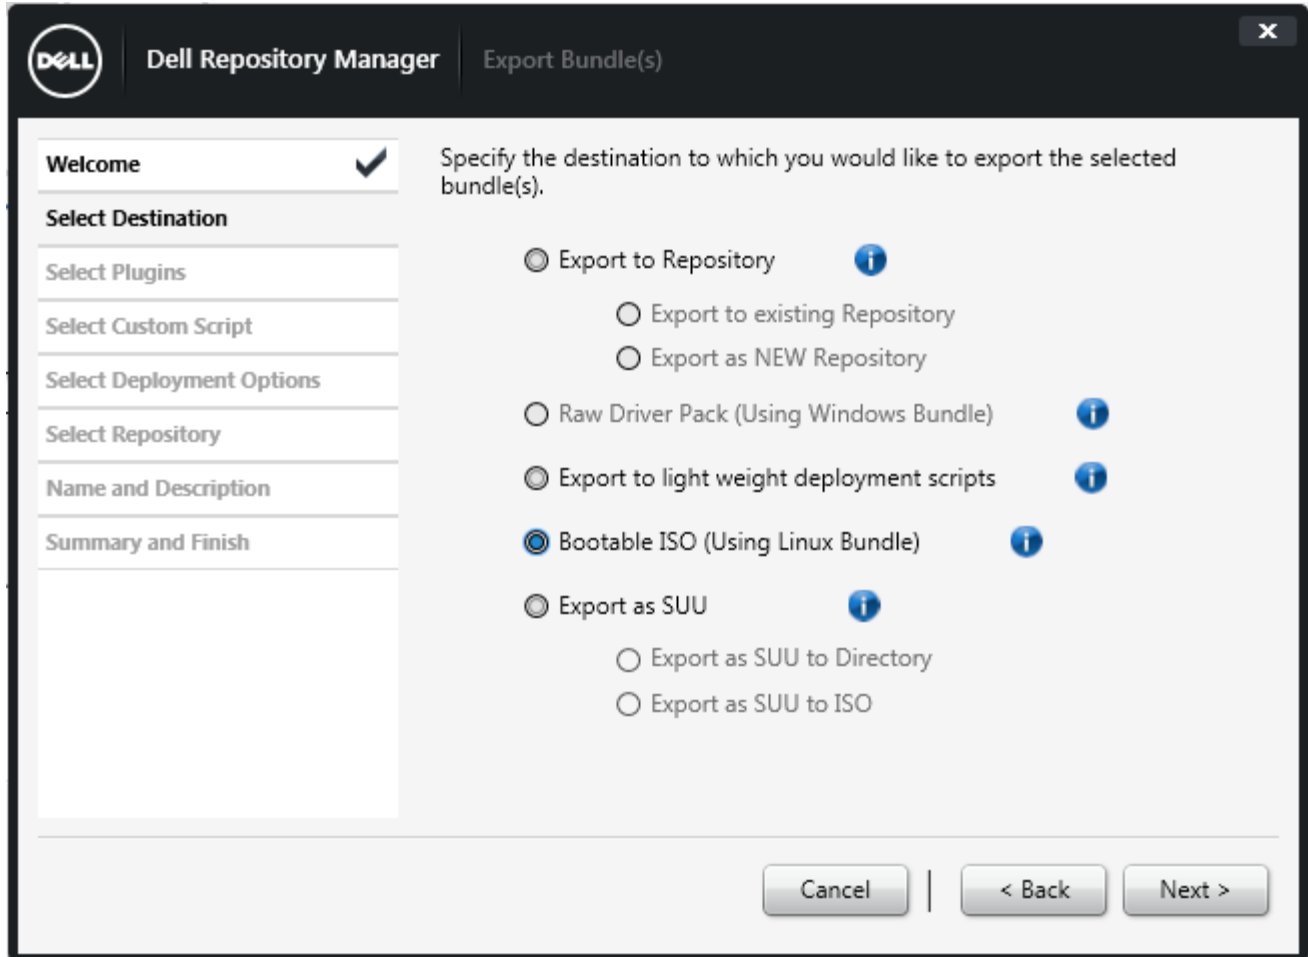 DELL
Dell Repository Manager
Export Bundle(s)
x
Welcome
Select Destination
Select Plugins
Select Custom Script
Select Deployment Options
Select Repository
Name and Description
Summary and Finish
Specify the destination to which you would like to export the selected
bundle(s).
Export to Repository
i
Export to existing Repository
Export as NEW Repository
Raw Driver Pack (Using Windows Bundle)
i
Export to light weight deployment scripts
i
Bootable ISO (Using Linux Bundle)
i
Export as SUU
i
Export as SUU to Directory
Export as SUU to ISO
Cancel
< Back
Next >